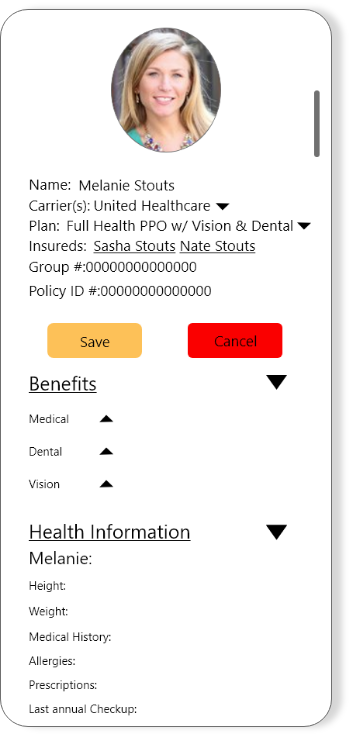 Name: Melanie Stouts
Carrier(s): United Healthcare
Plan: Full Health PPO w/ Vision & Dental
Insureds: Sasha Stouts Nate Stouts
Group #:00000000000000
Policy ID #:00000000000000
Save Cancel
Benefits
Medical
Dental
Vision
Health Information
Melanie:
Height:
Weight:
Medical History:
Allergies:
Prescriptions:
Last annual Checkup: